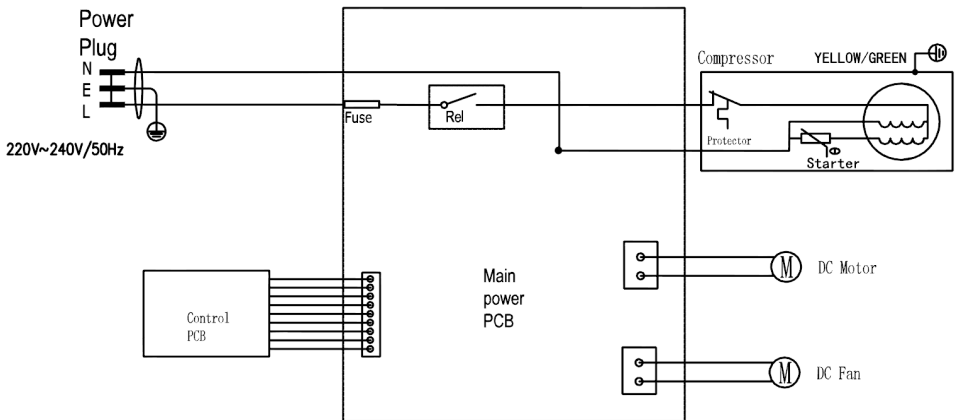 Power
Plug
N
E
L
220V~240V/50Hz
Fuse
Rel
Compressor
YELLOW/GREEN
Protector
Starter
Main
power
PCB
Control
PCB
M
DC Motor
M
DC Fan